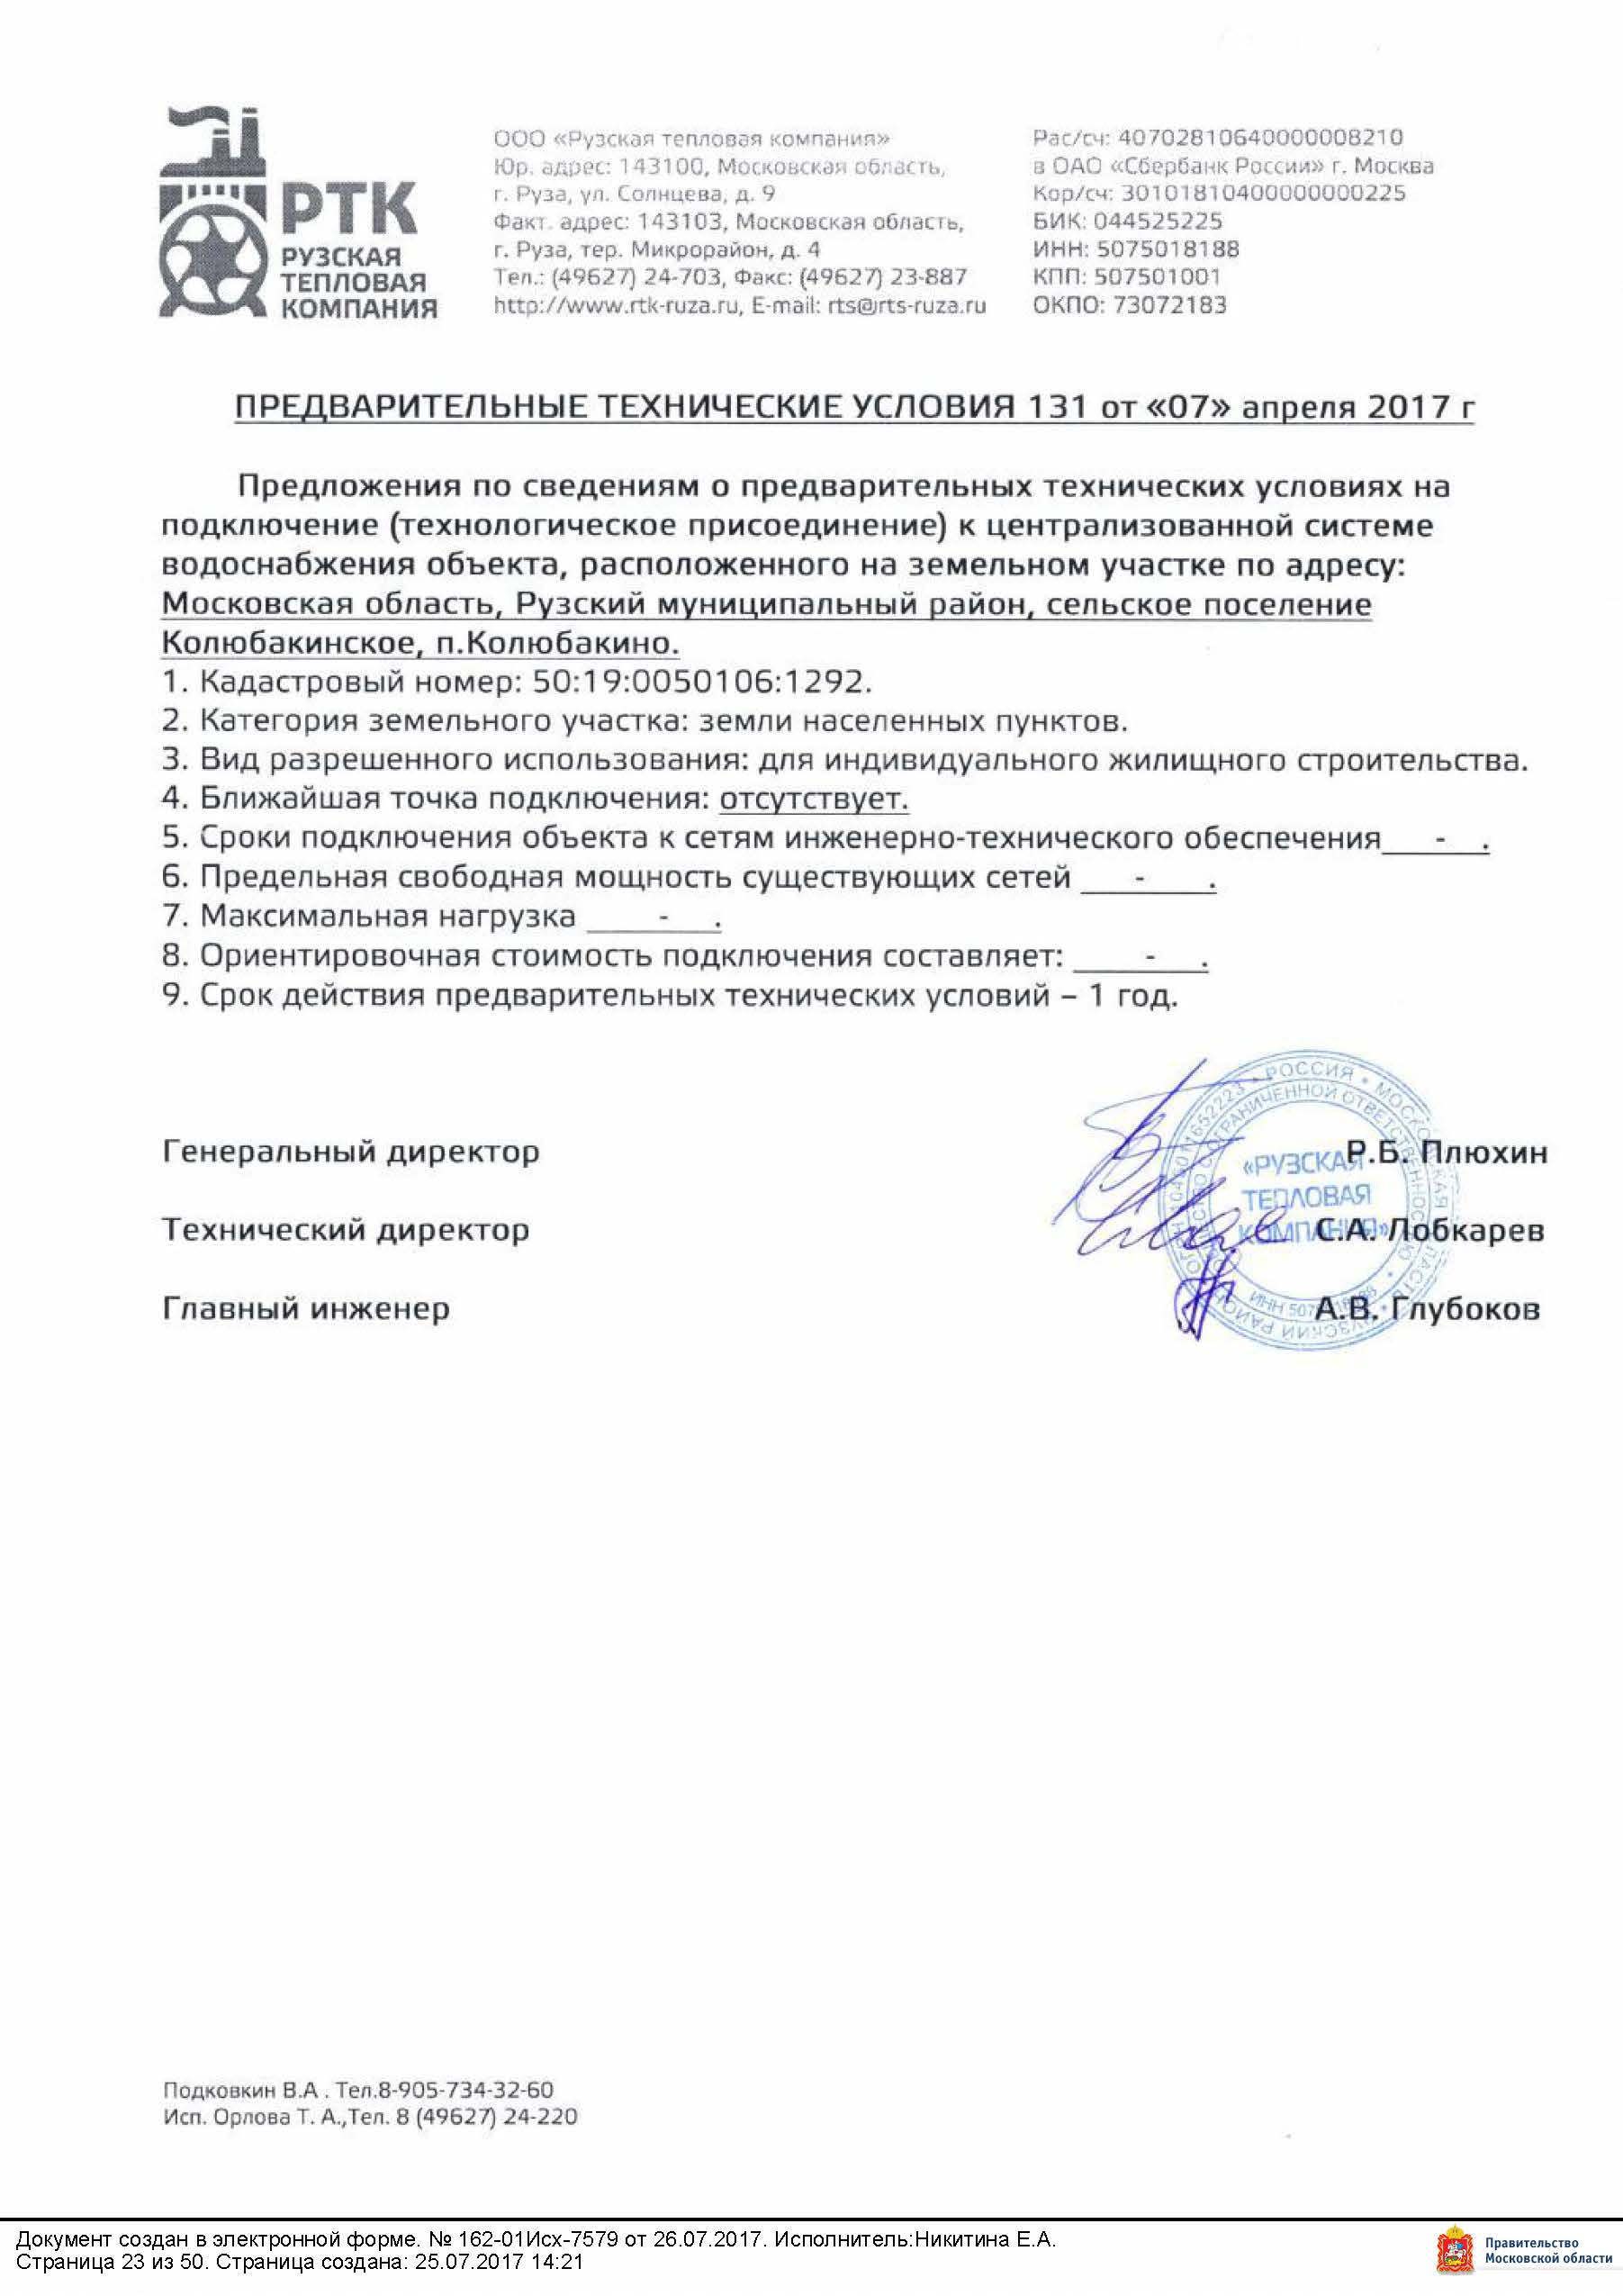 РТК
РУЗСКАЯ
ТЕПЛОВАЯ
КОМПАНИЯ
ООО «Рузская тепловая компания»
Юр. адрес: 143100, Московская область,
г. Руза, ул. Солнцева, д. 9
Факт. адрес: 143103, Московская область,
г. Руза, тер. Микрорайон, д. 4
Тел.: (49627) 24-703, Факс: (49627) 23-887
http://www.rtk-ruza.ru, E-mail: rts@rts-ruza.ru
Рас/сч: 40702810640000008210
в ОАО «Сбербанк России» г. Москва
Кор/сч: 30101810400000000225
БИК: 044525225
ИНН: 5075018188
КПП: 507501001
ОКПО: 73072183
ПРЕДВАРИТЕЛЬНЫЕ ТЕХНИЧЕСКИЕ УСЛОВИЯ 131 от «07» апреля 2017 г
Предложения по сведениям о предварительных технических условиях на
подключение (технологическое присоединение) к централизованной системе
водоснабжения объекта, расположенного на земельном участке по адресу:
Московская область, Рузский муниципальный район, сельское поселение
Колюбакинское, п.Колюбакино.
1. Кадастровый номер: 50:19:0050106:1292.
2. Категория земельного участка: земли населенных пунктов.
3. Вид разрешенного использования: для индивидуального жилищного строительства.
4. Ближайшая точка подключения: отсутствует.
5. Сроки подключения объекта к сетям инженерно-технического обеспечения - .
6. Предельная свободная мощность существующих сетей - .
7. Максимальная нагрузка - .
8. Ориентировочная стоимость подключения составляет: - .
9. Срок действия предварительных технических условий – 1 год.
Генеральный директор Р.Б. Плюхин
Технический директор С.А. Лобкарев
Главный инженер А.В. Глубоков
«РУЗСКАЯ
ТЕПЛОВАЯ
КОМПАНИЯ»
Подковкин В.А . Тел.8-905-734-32-60
Исп. Орлова Т. А.,Тел. 8 (49627) 24-220
Документ создан в электронной форме. № 162-01Исх-7579 от 26.07.2017. Исполнитель:Никитина Е.А.
Страница 23 из 50. Страница создана: 25.07.2017 14:21
Правительство
Московской области